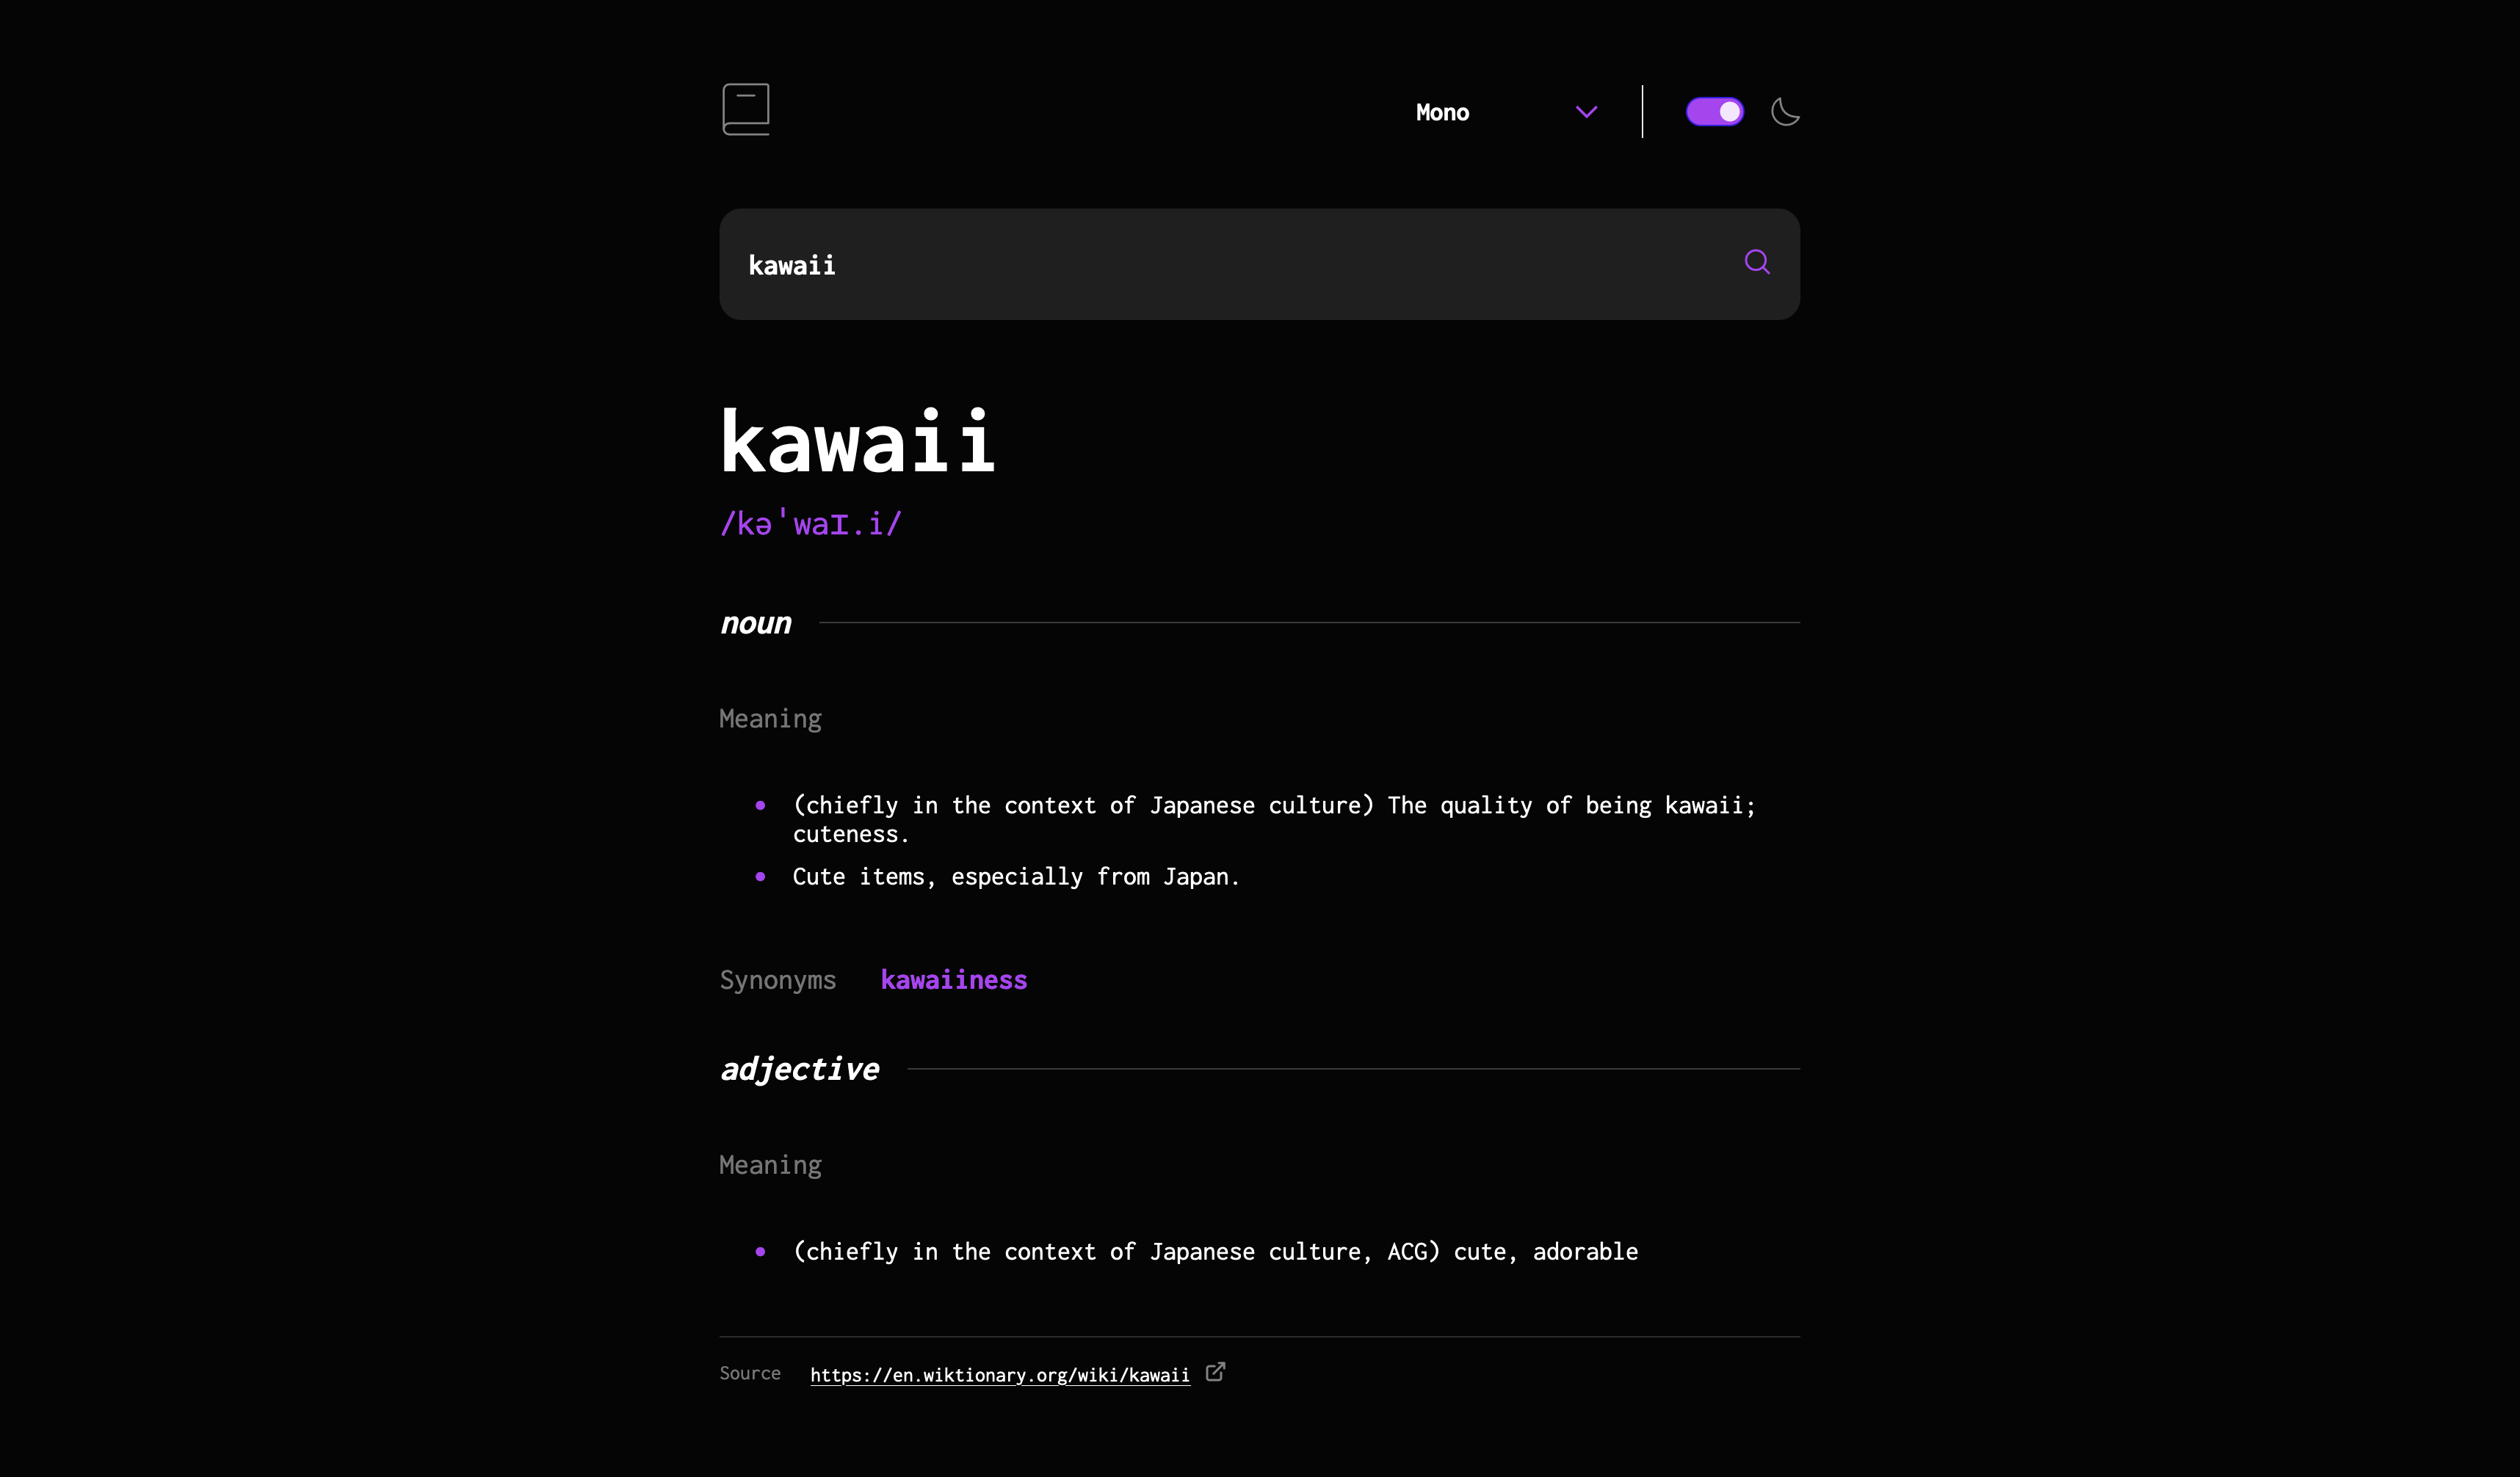 Mono
kawaii
kawaii
/kəˈwaɪ.i/
noun
Meaning
(chiefly in the context of Japanese culture) The quality of being kawaii;
cuteness.
Cute items, especially from Japan.
Synonyms kawaiiness
adjective
Meaning
(chiefly in the context of Japanese culture, ACG) cute, adorable
Source https://en.wiktionary.org/wiki/kawaii